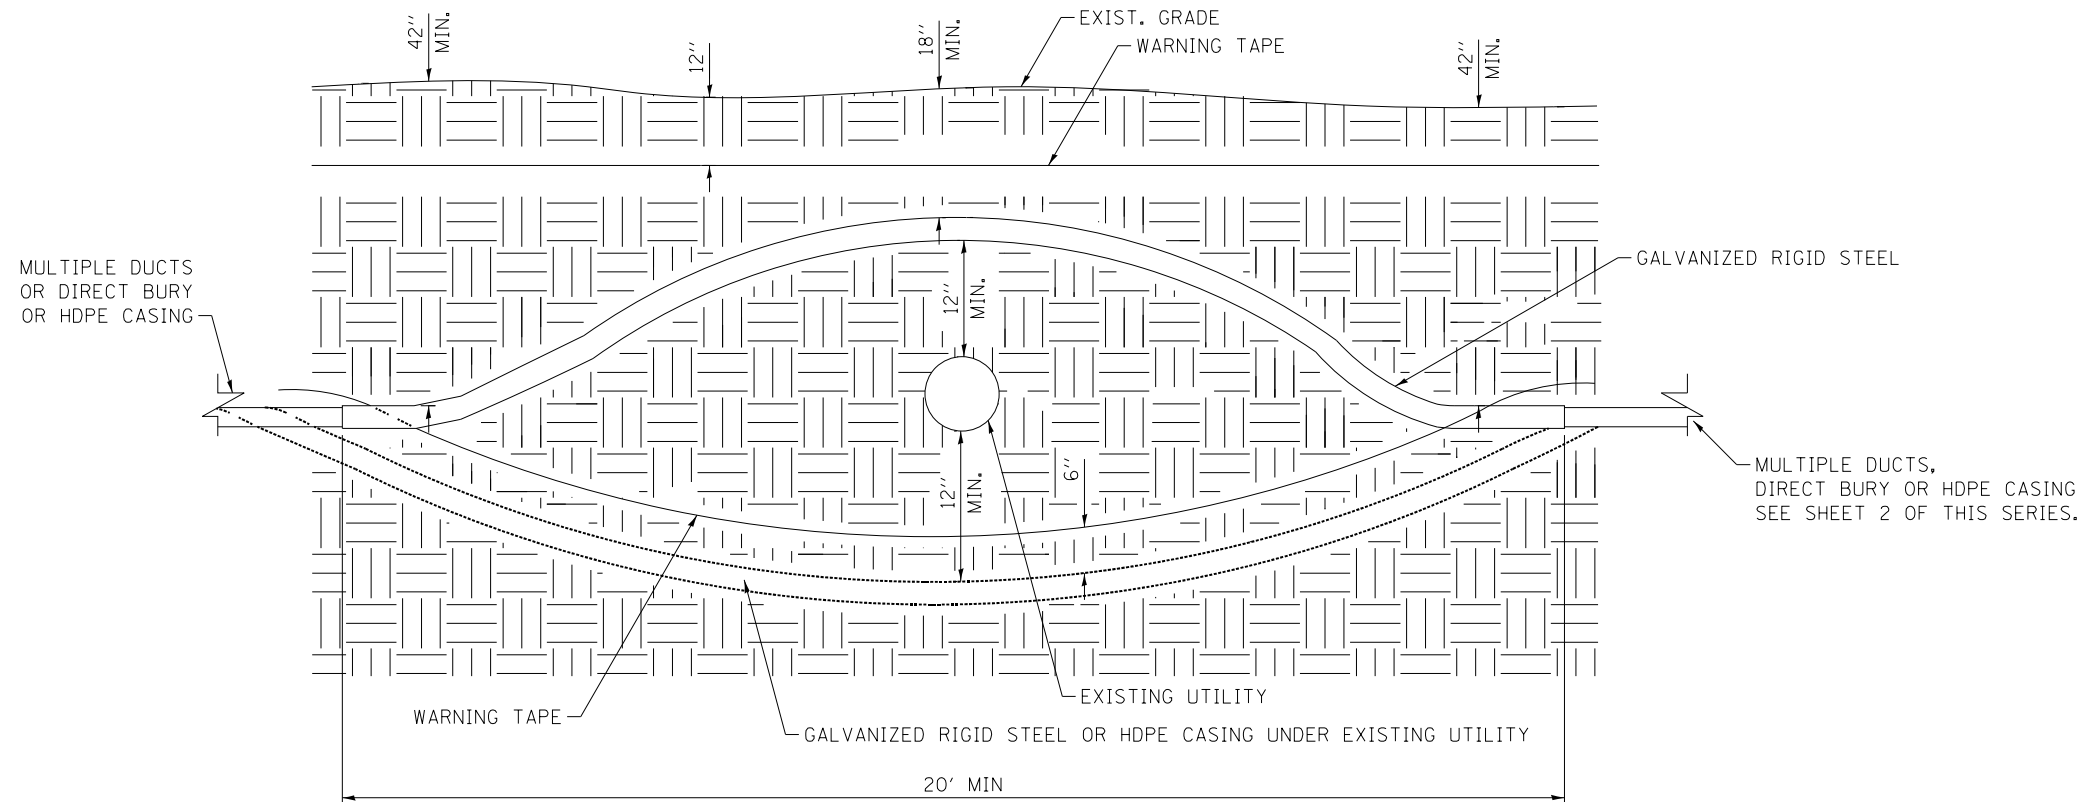 42" MIN.
12"
18" MIN.
EXIST. GRADE
WARNING TAPE
42" MIN.
MULTIPLE DUCTS
OR DIRECT BURY
OR HDPE CASING
GALVANIZED RIGID STEEL
12" MIN.
12" MIN.
6"
MULTIPLE DUCTS,
DIRECT BURY OR HDPE CASING
SEE SHEET 2 OF THIS SERIES.
EXISTING UTILITY
WARNING TAPE
GALVANIZED RIGID STEEL OR HDPE CASING UNDER EXISTING UTILITY
20' MIN